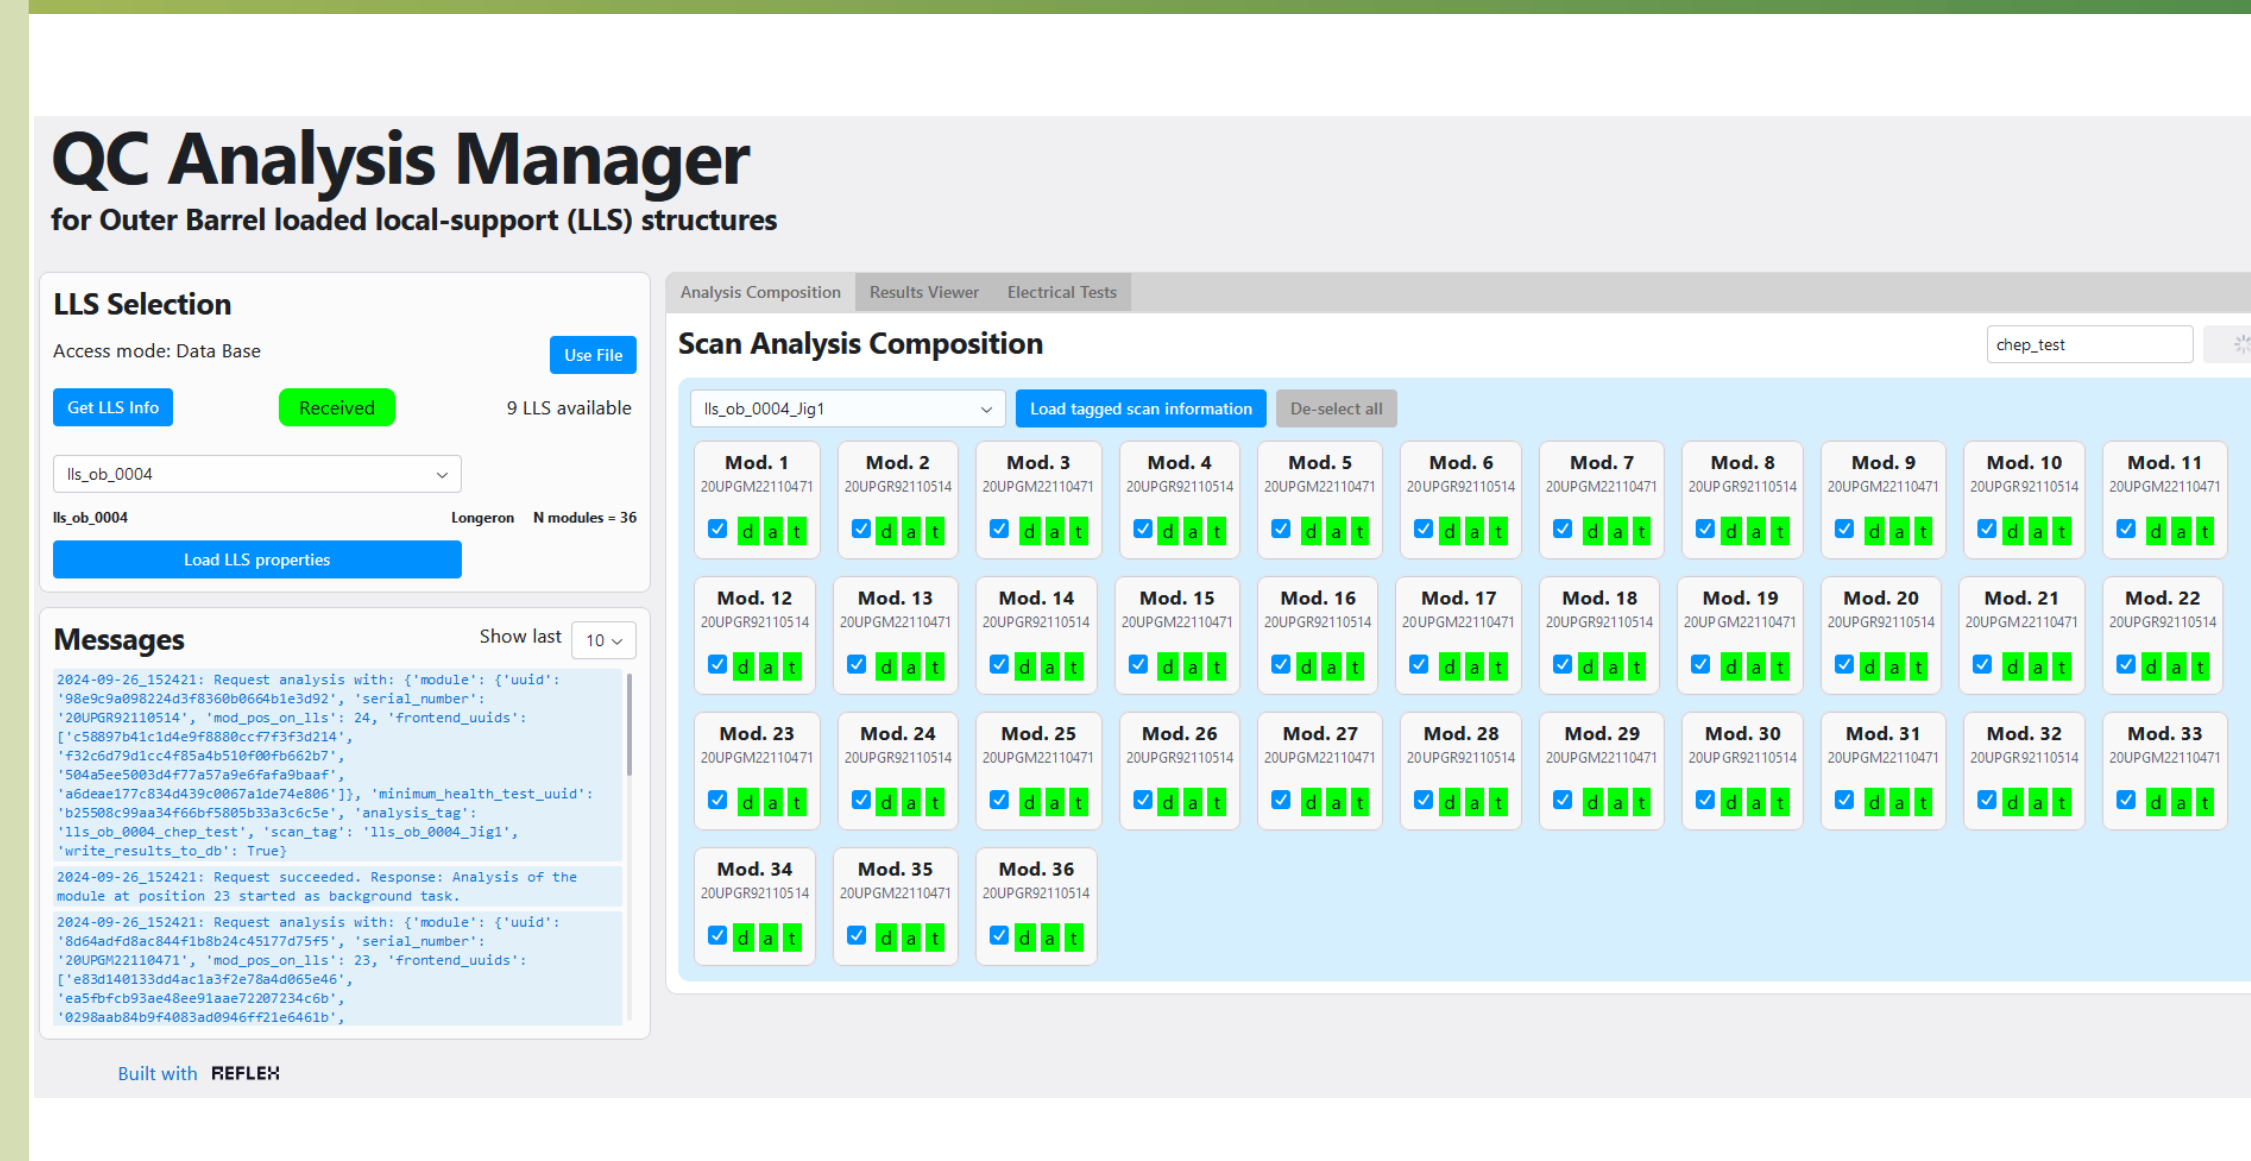 QC Analysis Manager
for Outer Barrel loaded local-support (LLS) structures
LLS Selection
Access mode: Data Base
Use File
Get LLS Info
Received
9 LLS available
lls_ob_0004
lls_ob_0004
Longeron
N modules = 36
Load LLS properties
Messages
Show last
10
2024-09-26_152421: Request analysis with: {'module': {'uuid':
'98e9c9a098224d3f8360b0664b1e3d92', 'serial_number':
'20UPGR92110514', 'mod_pos_on_lls': 24, 'frontend_uuids':
['c58897b41c1d4e9f8880ccf7f3f3d214',
'f32c6d79d1cc4f85a4b510f00fb662b7',
'504a5ee5003d4f77a57a9e6fafa9baaf',
'a6deae177c834d439c0067a1de74e806']}, 'minimum_health_test_uuid':
'b25508c99aa34f66bf5805b33a3c6c5e', 'analysis_tag':
'lls_ob_0004_chep_test', 'scan_tag': 'lls_ob_0004_Jig1',
'write_results_to_db': True}
2024-09-26_152421: Request succeeded. Response: Analysis of the
module at position 23 started as background task.
2024-09-26_152421: Request analysis with: {'module': {'uuid':
'8d64adfd8ac844f1b8b24c45177d75f5', 'serial_number':
'20UPGM22110471', 'mod_pos_on_lls': 23, 'frontend_uuids':
['e83d140133dd4ac1a3f2e78a4d065e46',
'ea5fbfcb93ae48ee91aae72207234c6b',
'0298aab84b9f4083ad0946ff21e6461b',
Built with REFLEX
Analysis Composition
Results Viewer
Electrical Tests
Scan Analysis Composition
chep_test
lls_ob_0004_Jig1
Load tagged scan information
De-select all
Mod. 1 Mod. 2 Mod. 3 Mod. 4 Mod. 5 Mod. 6 Mod. 7 Mod. 8 Mod. 9 Mod. 10 Mod. 11
20UPGM22110471 20UPGR92110514 20UPGM22110471 20UPGR92110514 20UPGM22110471 20UPGR92110514 20UPGM22110471 20UPGR92110514 20UPGM22110471 20UPGR92110514 20UPGM22110471
d a t d a t d a t d a t d a t d a t d a t d a t d a t d a t d a t
Mod. 12 Mod. 13 Mod. 14 Mod. 15 Mod. 16 Mod. 17 Mod. 18 Mod. 19 Mod. 20 Mod. 21 Mod. 22
20UPGR92110514 20UPGM22110471 20UPGR92110514 20UPGM22110471 20UPGR92110514 20UPGM22110471 20UPGR92110514 20UPGM22110471 20UPGR92110514 20UPGM22110471 20UPGR92110514
d a t d a t d a t d a t d a t d a t d a t d a t d a t d a t d a t
Mod. 23 Mod. 24 Mod. 25 Mod. 26 Mod. 27 Mod. 28 Mod. 29 Mod. 30 Mod. 31 Mod. 32 Mod. 33
20UPGM22110471 20UPGR92110514 20UPGM22110471 20UPGR92110514 20UPGM22110471 20UPGR92110514 20UPGM22110471 20UPGR92110514 20UPGM22110471 20UPGR92110514 20UPGM22110471
d a t d a t d a t d a t d a t d a t d a t d a t d a t d a t d a t
Mod. 34 Mod. 35 Mod. 36
20UPGR92110514 20UPGM22110471 20UPGR92110514
d a t d a t d a t